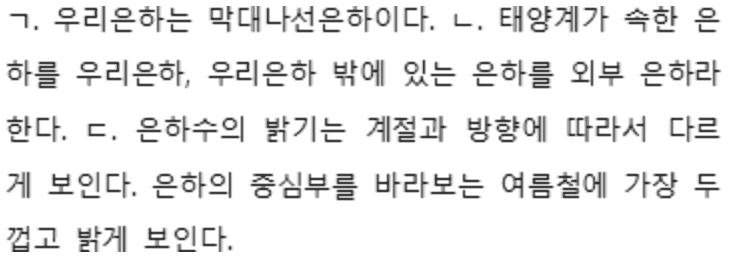 ㄱ. 우리은하는 막대나선은하이다. ㄴ. 태양계가 속한 은
하를 우리은하, 우리은하 밖에 있는 은하를 외부 은하라
한다. ㄷ. 은하수의 밝기는 계절과 방향에 따라서 다르
게 보인다. 은하의 중심부를 바라보는 여름철에 가장 두
껍고 밝게 보인다.